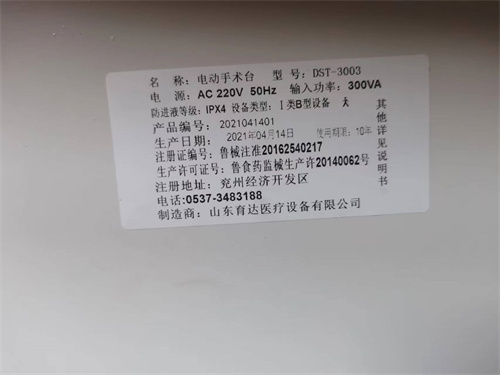 名 称：电动手术台 型 号：DST-3003
电 源：AC 220V 50Hz 输入功率：300VA
防进液等级：IPX4 设备类型：I类B型设备
产品编号：2021041401
生产日期：2021年04月14日 使用期限：10年
注册证编号：鲁械注准20162540217
生产许可证号：鲁食药监械生产许20140062号
注册地址：兖州经济开发区
电话：0537-3483188
制造商：山东育达医疗设备有限公司
其他详见说明书